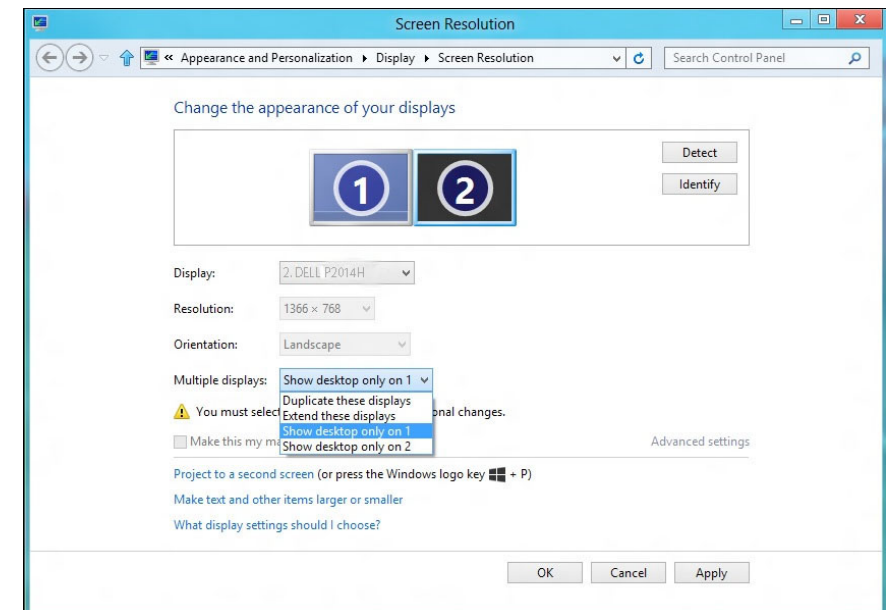 Screen Resolution
« Appearance and Personalization ▸ Display ▸ Screen Resolution
Search Control Panel
Change the appearance of your displays
1 2
Detect
Identify
Display: 2. DELL P2014H
Resolution: 1366 × 768
Orientation: Landscape
Multiple displays: Show desktop only on 1
Duplicate these displays
Extend these displays
Show desktop only on 1
Show desktop only on 2
You must select onal changes.
Make this my Advanced settings
Project to a second screen (or press the Windows logo key + P)
Make text and other items larger or smaller
What display settings should I choose?
OK Cancel Apply